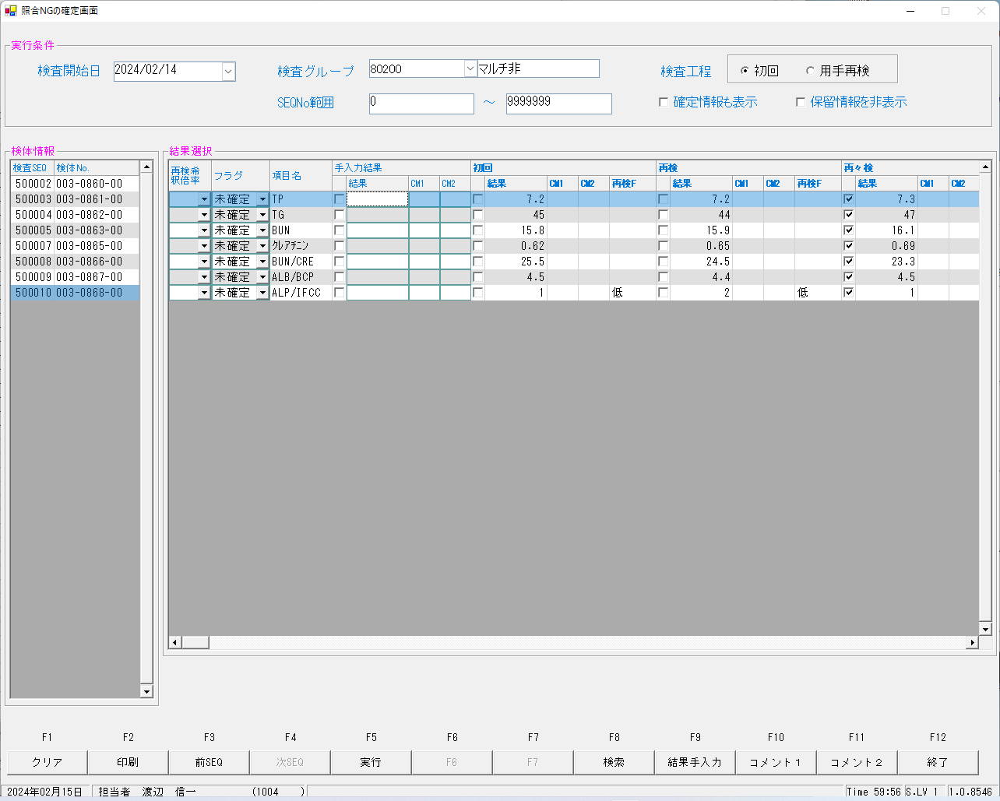 照合NGの確定画面
実行条件
検査開始日 2024/02/14 検査グループ 80200 マルチ非 検査工程 初回 用手再検
SEQNo範囲 0 ～ 9999999 確定情報も表示 保留情報を非表示
検体情報
検査SEQ 検体No.
500002 003-0860-00
500003 003-0861-00
500004 003-0862-00
500005 003-0863-00
500007 003-0865-00
500008 003-0866-00
500009 003-0867-00
500010 003-0868-00
結果選択
再検希釈倍率 フラグ 項目名 手入力結果 初回 再検 再々検
結果 CM1 CM2 結果 CM1 CM2 再検F 結果 CM1 CM2 再検F 結果 CM1 CM2
未確定 TP 7.2 7.2 7.3
未確定 TG 45 44 47
未確定 BUN 15.8 15.9 16.1
未確定 ｸﾚｱﾁﾆﾝ 0.62 0.65 0.69
未確定 BUN/CRE 25.5 24.5 23.3
未確定 ALB/BCP 4.5 4.4 4.5
未確定 ALP/IFCC 1 低 2 低 1
F1 F2 F3 F4 F5 F6 F7 F8 F9 F10 F11 F12
クリア 印刷 前SEQ 次SEQ 実行 F6 F7 検索 結果手入力 コメント１ コメント２ 終了
2024年02月15日 担当者 渡辺 信一 (1004 ) Time 59:56 S.LV 1 1.0.8546